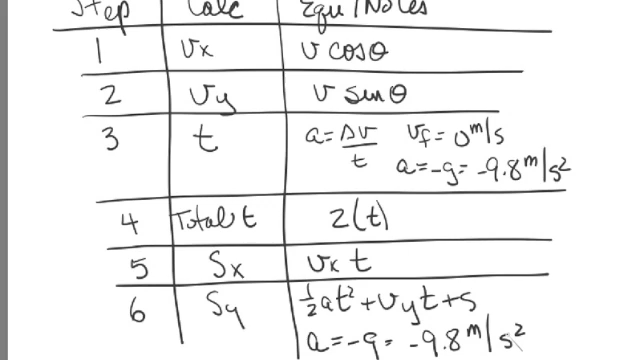 Step Calc Equ/Notes
1 vx v cosθ
2 vy v sinθ
3 t a = Δv/t vf = 0 m/s
a = -g = -9.8 m/s²
4 Total t 2(t)
5 Sx vx t
6 Sy ½at² + vyt + s
a = -g = -9.8 m/s²